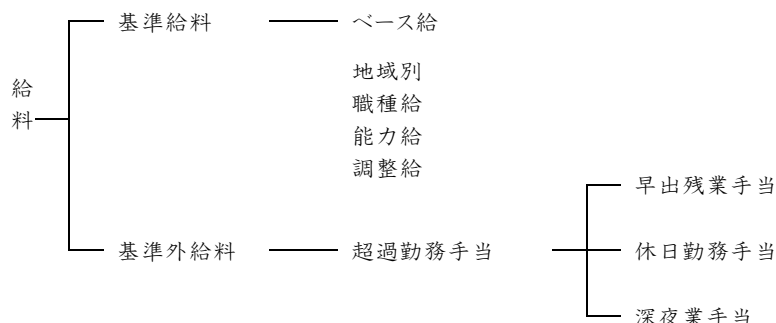 基準給料
ベース給
地域別
給料
職種給
能力給
調整給
早出残業手当
基準外給料
超過勤務手当
休日勤務手当
深夜業手当